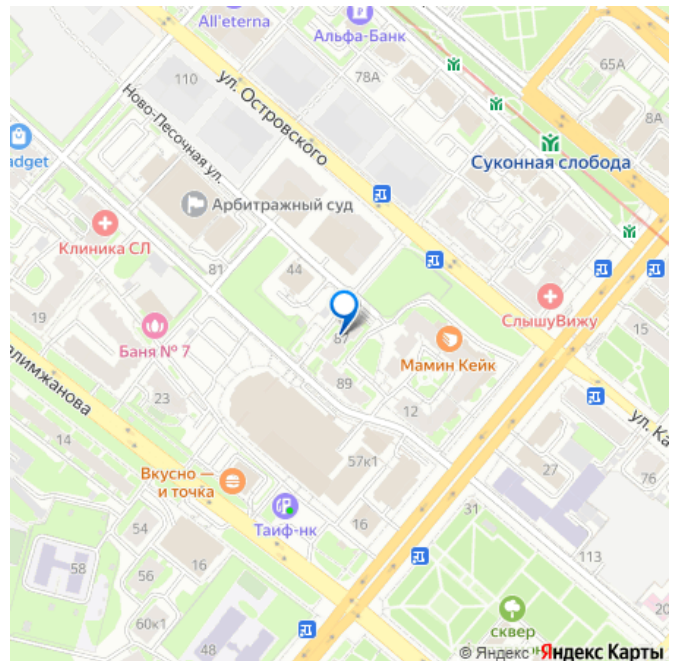 All'eterna
Альфа-Банк
65А
110
78А
ул. Островского
8А
Ново-Песочная ул.
adget
Суконная слобода
Арбитражный суд
Клиника СЛ
81
44
19
СлышуВижу
15
Баня № 7
87
Мамин Кейк
89
алимжанова
23
12
ул. Ка
14
57к1
Вкусно —
и точка
27
76
Таиф-нк
31
54
16
16
113
58
56
20
60к1
сквер
48
© Яндекс
Яндекс Карты